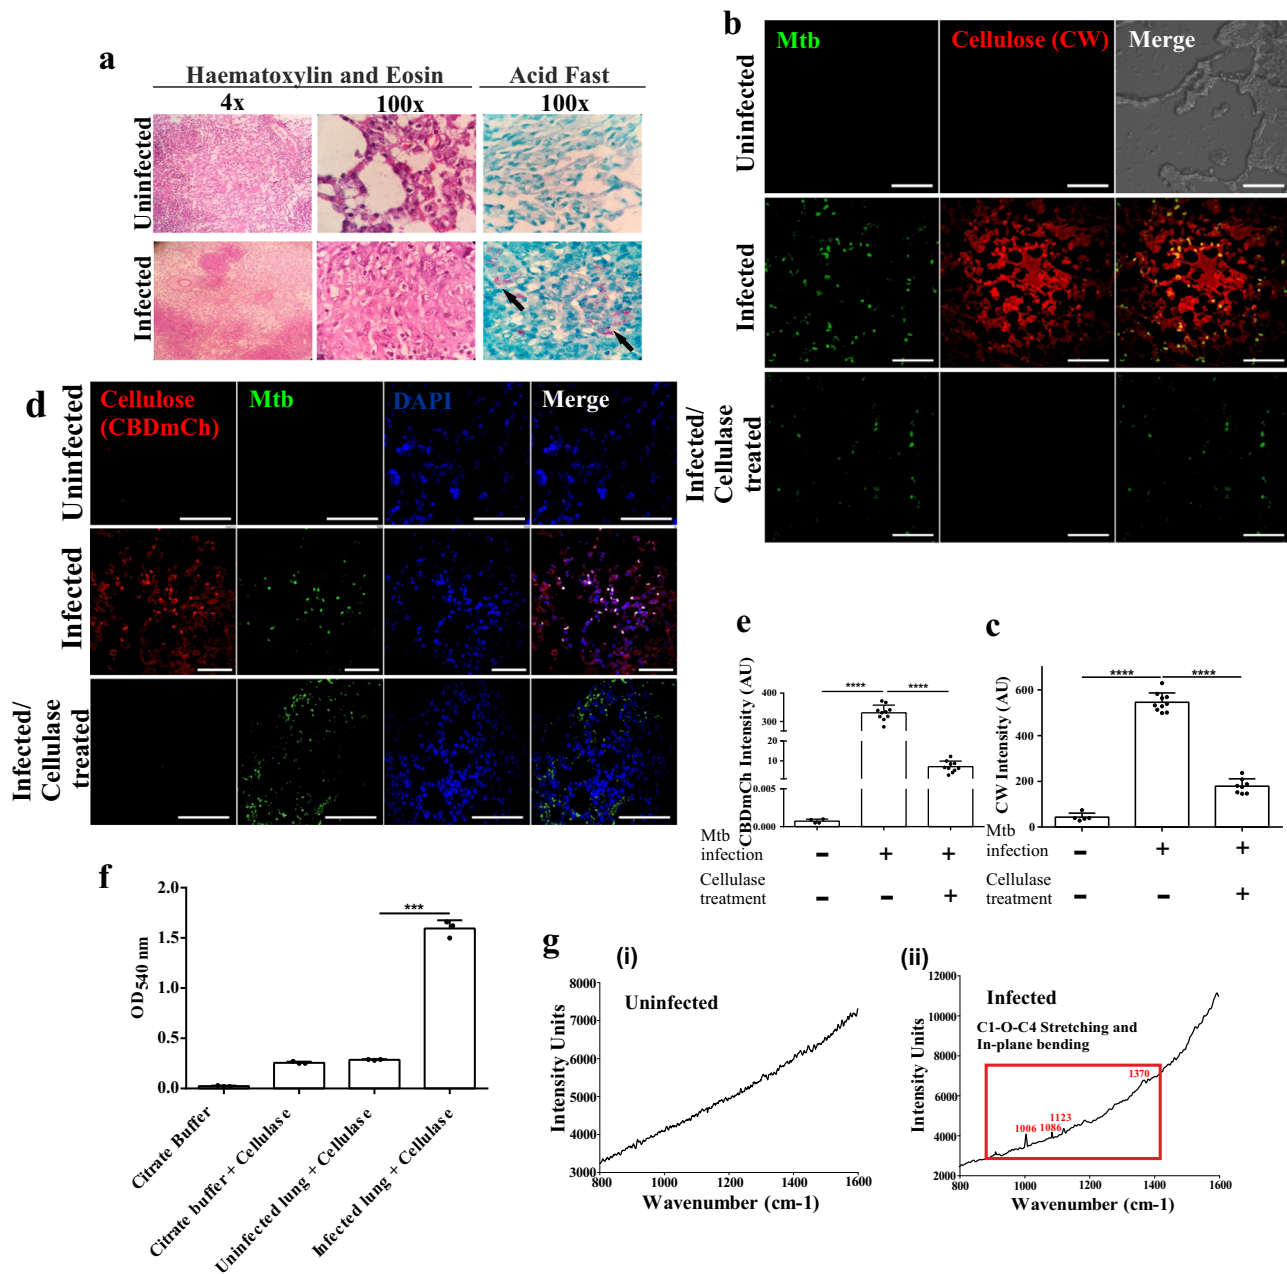 a
Haematoxylin and Eosin
Acid Fast
4x
100x
100x
Uninfected
Infected
b
Mtb
Cellulose (CW)
Merge
Uninfected
Infected
Infected/
Cellulase
treated
d
Cellulose
(CBDmCh)
Mtb
DAPI
Merge
Uninfected
Infected
Infected/
Cellulase
treated
e
CBDmCh Intensity (AU)
400
300
20
10
0.005
0.000
****
****
Mtb
infection
− + +
Cellulase
treatment
− − +
c
CW Intensity (AU)
600
400
200
0
****
****
Mtb
infection
− + +
Cellulase
treatment
− − +
f
OD540 nm
2.0
1.5
1.0
0.5
0.0
***
Citrate Buffer
Citrate buffer + Cellulase
Uninfected lung + Cellulase
Infected lung + Cellulase
g
(i)
Uninfected
Intensity Units
8000
7000
6000
5000
4000
3000
800 1000 1200 1400 1600
Wavenumber (cm-1)
(ii)
Infected
C1-O-C4 Stretching and
In-plane bending
Intensity Units
12000
10000
8000
6000
4000
2000
1370
1123
1006 1086
800 1000 1200 1400 1600
Wavenumber (cm-1)